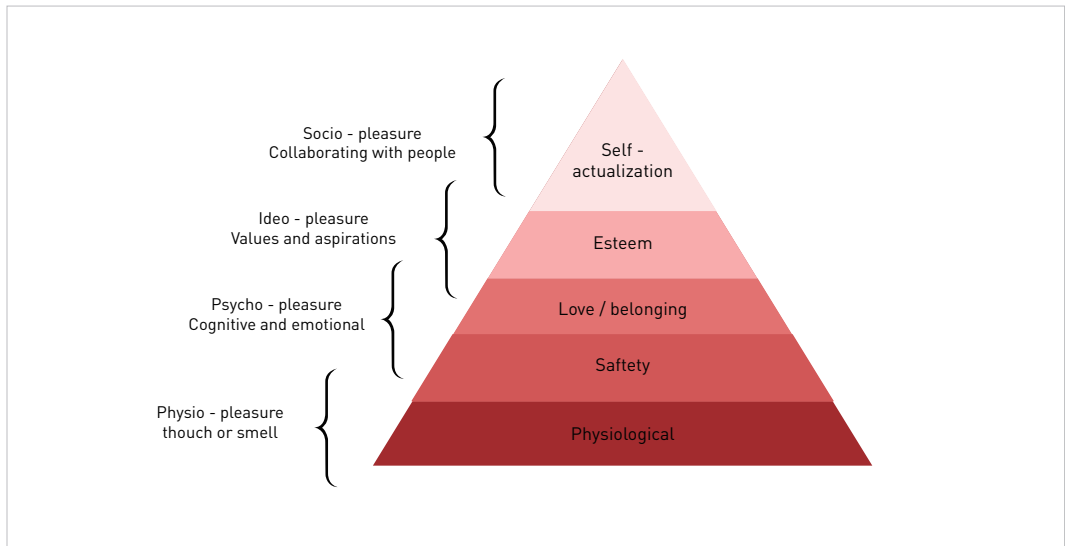 Socio - pleasure
Collaborating with people
Self -
actualization
Ideo - pleasure
Values and aspirations
Esteem
Psycho - pleasure
Cognitive and emotional
Love / belonging
Saftety
Physio - pleasure
thouch or smell
Physiological